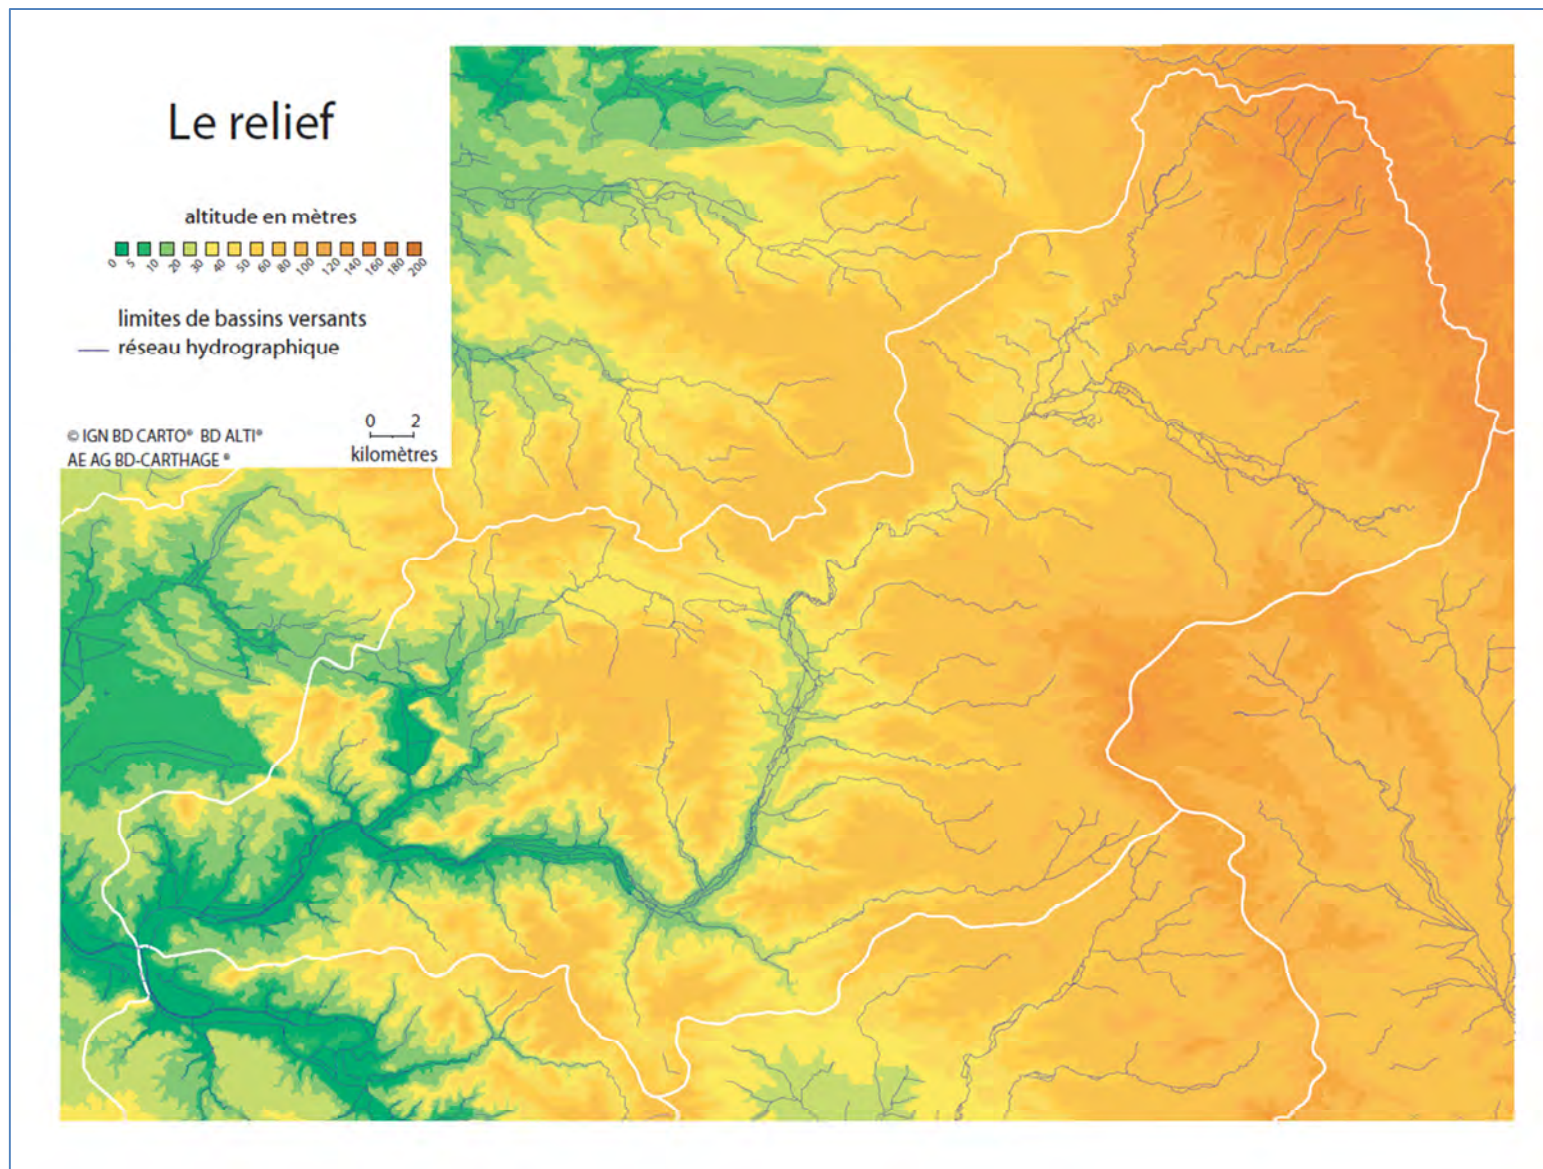 Le relief
altitude en mètres
0 5 10 20 30 40 50 60 80 100 120 140 160 180 200
limites de bassins versants
réseau hydrographique
0 2
kilomètres
© IGN BD CARTO® BD ALTI®
AE AG BD-CARTHAGE ®